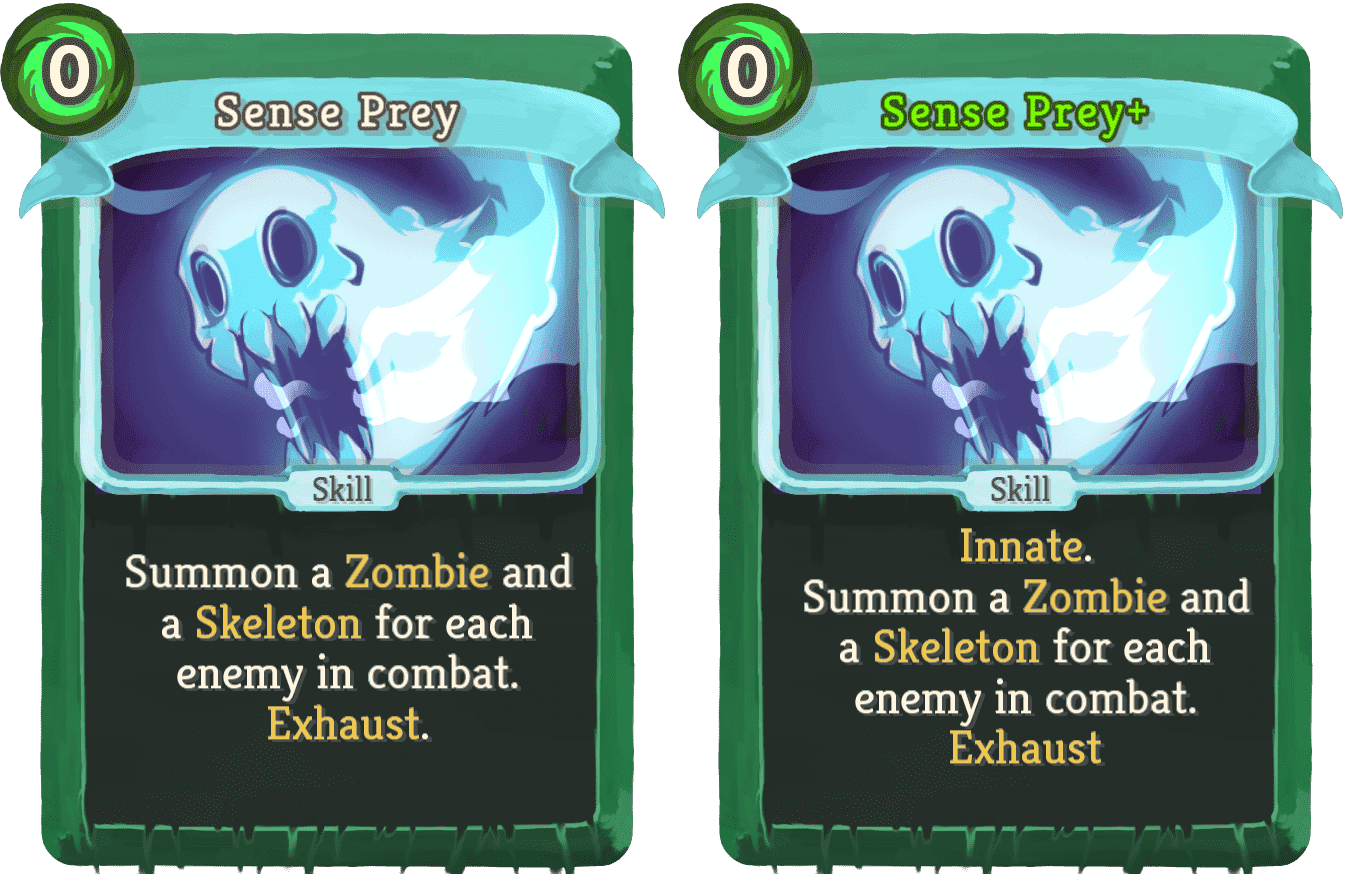 0
Sense Prey
Skill
Summon a Zombie and
a Skeleton for each
enemy in combat.
Exhaust.
0
Sense Prey+
Skill
Innate.
Summon a Zombie and
a Skeleton for each
enemy in combat.
Exhaust